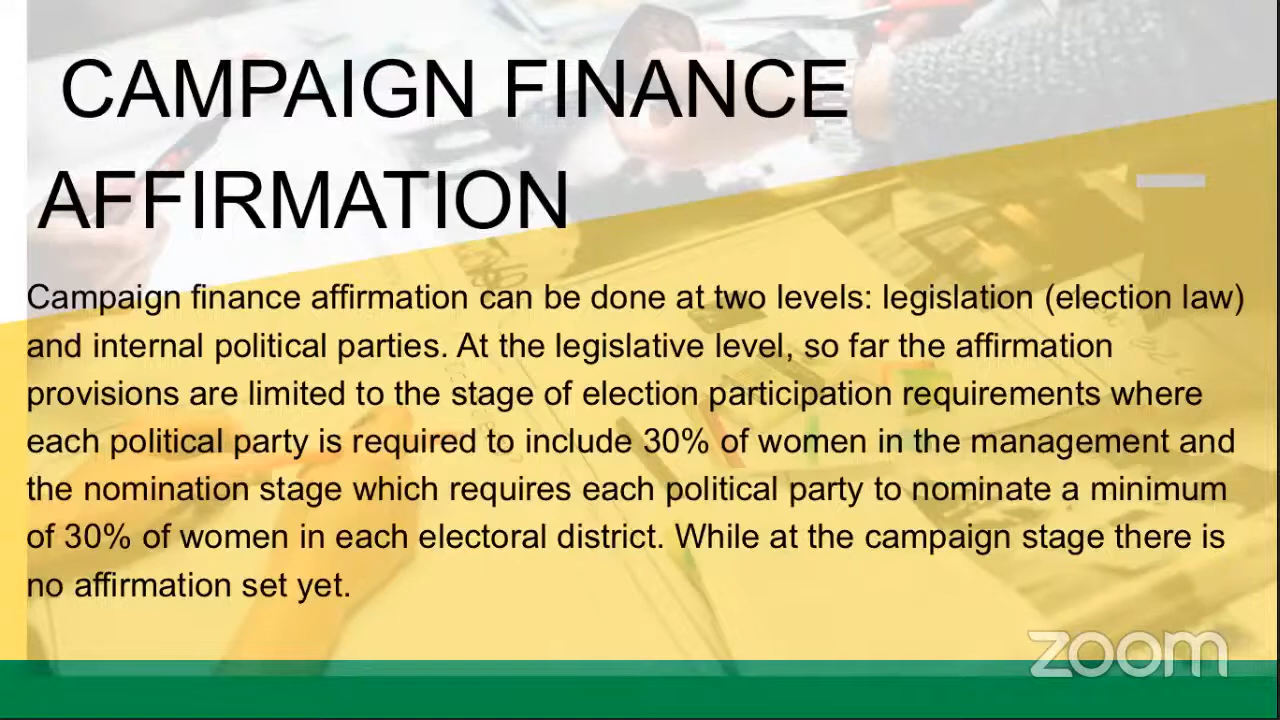 CAMPAIGN FINANCE
AFFIRMATION
Campaign finance affirmation can be done at two levels: legislation (election law)
and internal political parties. At the legislative level, so far the affirmation
provisions are limited to the stage of election participation requirements where
each political party is required to include 30% of women in the management and
the nomination stage which requires each political party to nominate a minimum
of 30% of women in each electoral district. While at the campaign stage there is
no affirmation set yet.
zoom